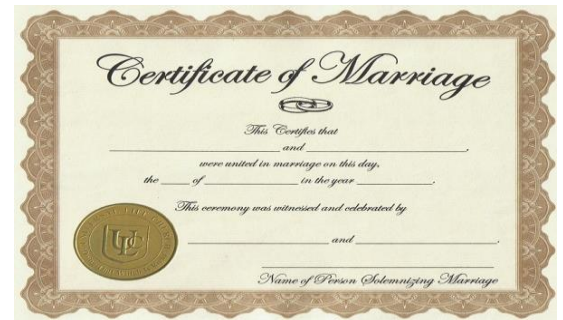 Certificate of Marriage
This Certifies that
and
were united in marriage on this day,
the of in the year
This ceremony was witnessed and celebrated by
and
Name of Person Solemnizing Marriage
ULC